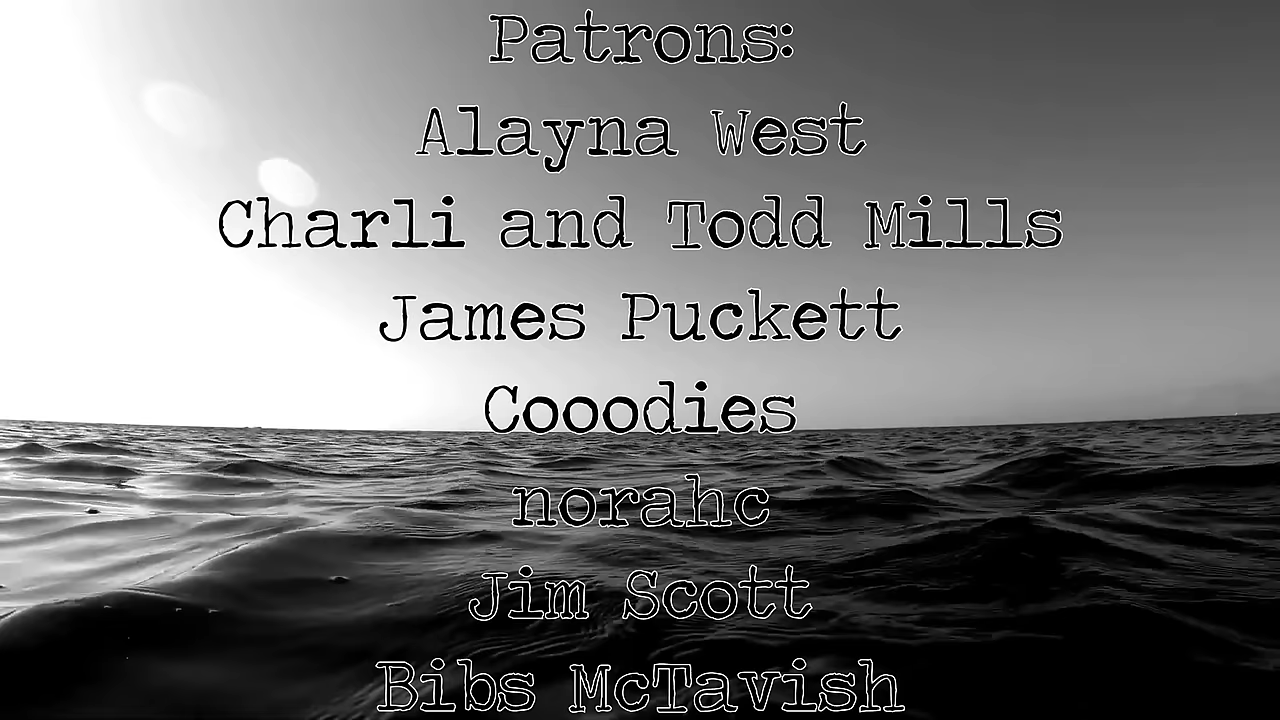 Patrons:
Alayna West
Charli and Todd Mills
James Puckett
Cooodies
norahc
Jim Scott
Bibs McTavish